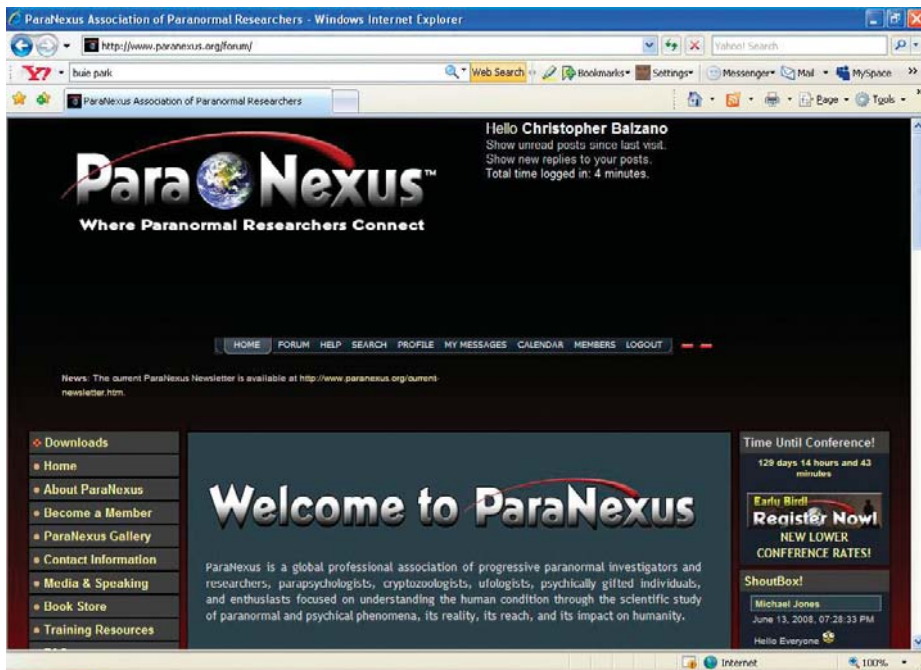 ParaNexus Association of Paranormal Researchers - Windows Internet Explorer
http://www.paranexus.org/forum/
Yahoo! Search
Y!
buie park
Web Search
Bookmarks
Settings
Messenger
Mail
MySpace
ParaNexus Association of Paranormal Researchers
Page
Tools
Para Nexus™
Where Paranormal Researchers Connect
Hello Christopher Balzano
Show unread posts since last visit.
Show new replies to your posts.
Total time logged in: 4 minutes.
HOME FORUM HELP SEARCH PROFILE MY MESSAGES CALENDAR MEMBERS LOGOUT
News: The current ParaNexus Newsletter is available at http://www.paranexus.org/current-
newsletter.htm.
Downloads
Home
About ParaNexus
Become a Member
ParaNexus Gallery
Contact Information
Media & Speaking
Book Store
Training Resources
Welcome to ParaNexus
ParaNexus is a global professional association of progressive paranormal investigators and
researchers, parapsychologists, cryptozoologists, ufologists, psychically gifted individuals,
and enthusiasts focused on understanding the human condition through the scientific study
of paranormal and psychical phenomena, its reality, its reach, and its impact on humanity.
Time Until Conference!
129 days 14 hours and 43
minutes
Early Bird!
Register Now!
NEW LOWER
CONFERENCE RATES!
ShoutBox!
Michael Jones
June 13, 2008, 07:28:33 PM
Hello Everyone
Internet
100%